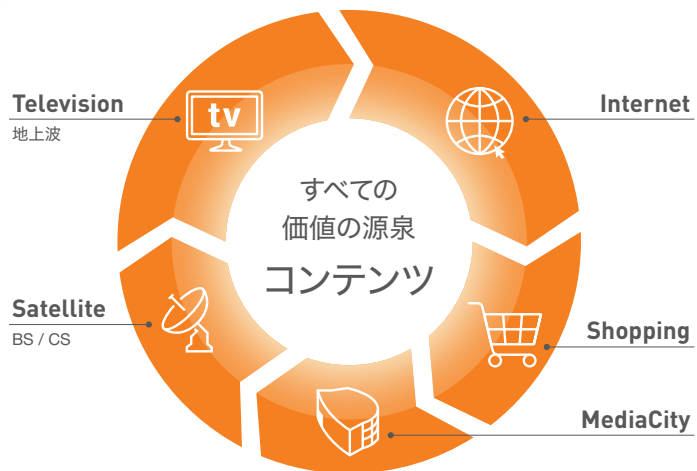 Television
地上波
tv
Internet
すべての
価値の源泉
コンテンツ
Satellite
BS / CS
Shopping
MediaCity